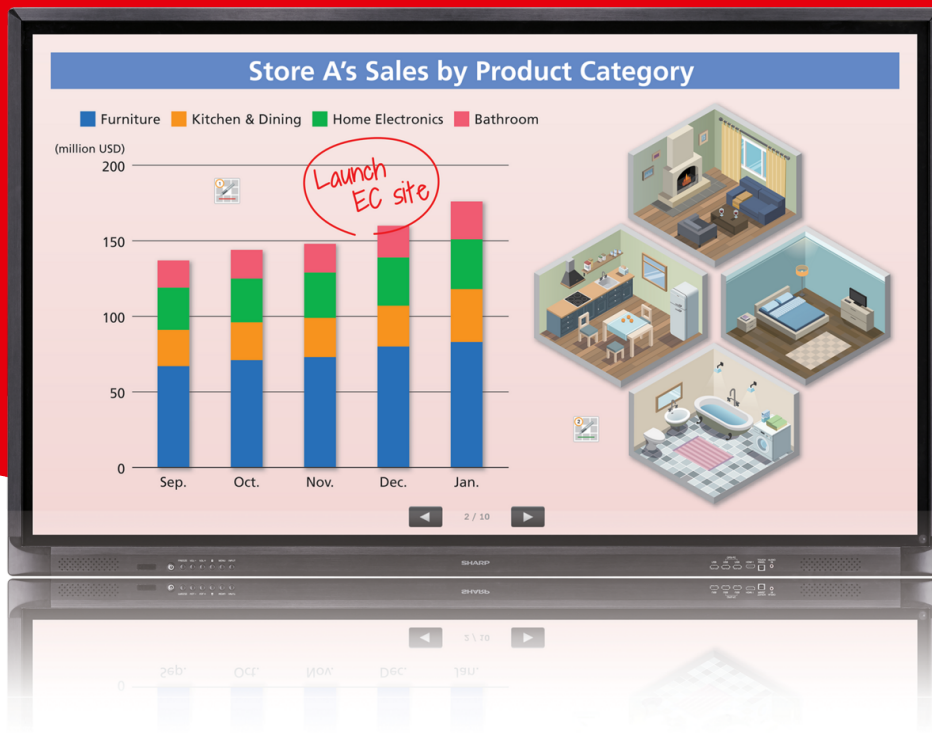 Store A's Sales by Product Category
Furniture Kitchen & Dining Home Electronics Bathroom
(million USD)
200
150
100
50
0
Launch
EC site
Sep. Oct. Nov. Dec. Jan.
2 / 10
SHARP